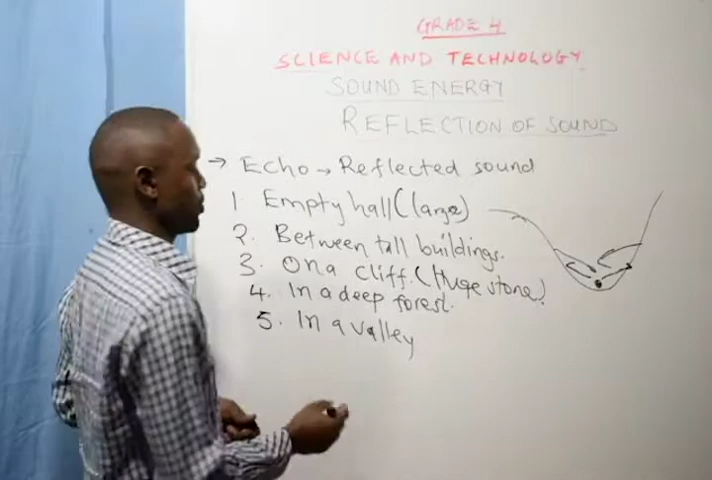 GRADE 4
SCIENCE AND TECHNOLOGY
SOUND ENERGY
REFLECTION OF SOUND
→ Echo → Reflected sound
1 Empty hall (large)
2. Between tall buildings.
3. On a cliff. (Huge stone)
4. In a deep forest.
5. In a valley